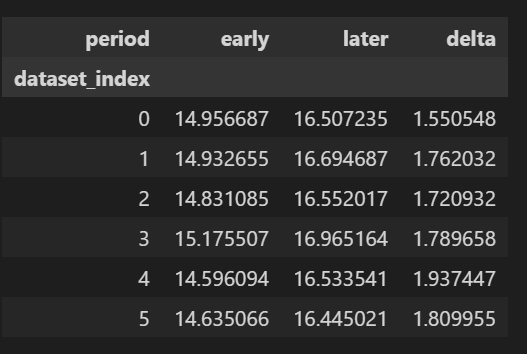 period early later delta
dataset_index
0 14.956687 16.507235 1.550548
1 14.932655 16.694687 1.762032
2 14.831085 16.552017 1.720932
3 15.175507 16.965164 1.789658
4 14.596094 16.533541 1.937447
5 14.635066 16.445021 1.809955